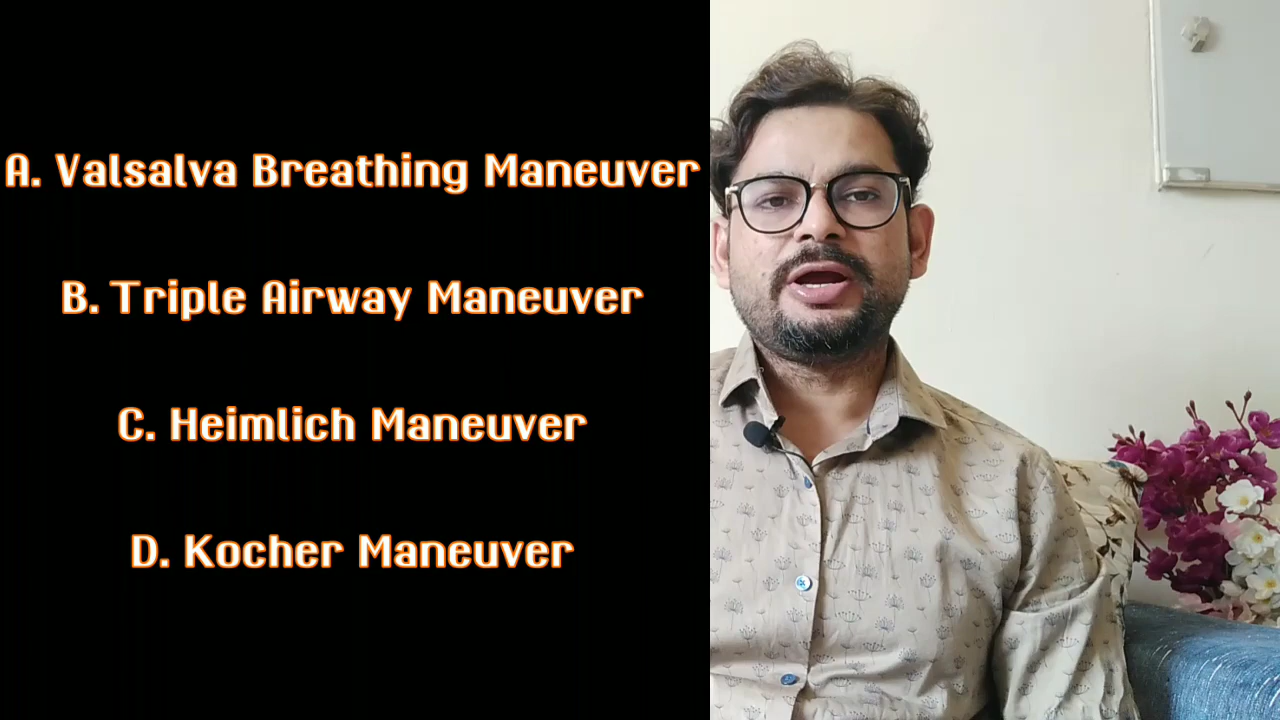 A. Valsalva Breathing Maneuver
B. Triple Airway Maneuver
C. Heimlich Maneuver
D. Kocher Maneuver